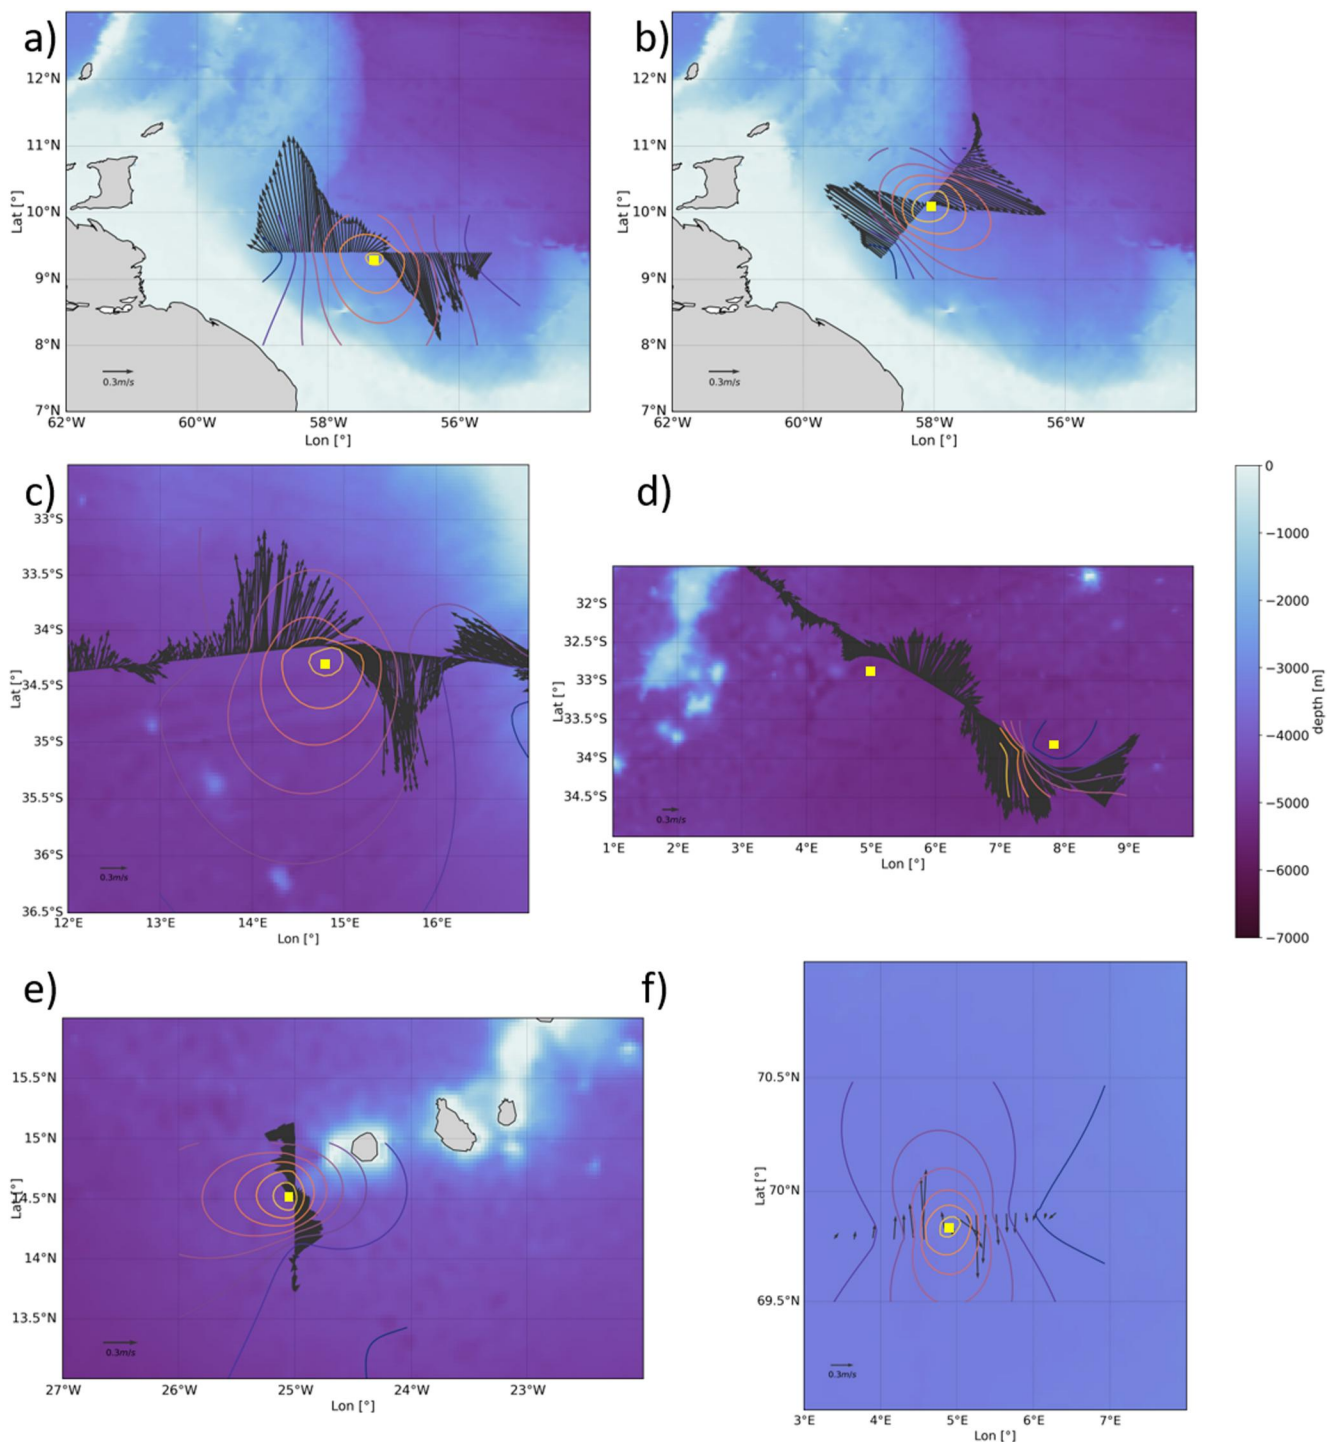 a)
b)
12°N
11°N
10°N
9°N
8°N
7°N
Lat [°]
0.3m/s
62°W
60°W
58°W
56°W
Lon [°]
12°N
11°N
10°N
9°N
8°N
7°N
Lat [°]
0.3m/s
62°W
60°W
58°W
56°W
Lon [°]
c)
d)
33°S
33.5°S
34°S
34.5°S
35°S
35.5°S
36°S
36.5°S
Lat [°]
0.3m/s
12°E
13°E
14°E
15°E
16°E
Lon [°]
32°S
32.5°S
33°S
33.5°S
34°S
34.5°S
Lat [°]
0.3m/s
1°E
2°E
3°E
4°E
5°E
6°E
7°E
8°E
9°E
Lon [°]
0
−1000
−2000
−3000
−4000
−5000
−6000
−7000
depth [m]
e)
f)
15.5°N
15°N
14.5°N
14°N
13.5°N
Lat [°]
0.3m/s
27°W
26°W
25°W
24°W
23°W
Lon [°]
70.5°N
70°N
69.5°N
Lat [°]
0.3m/s
3°E
4°E
5°E
6°E
7°E
Lon [°]